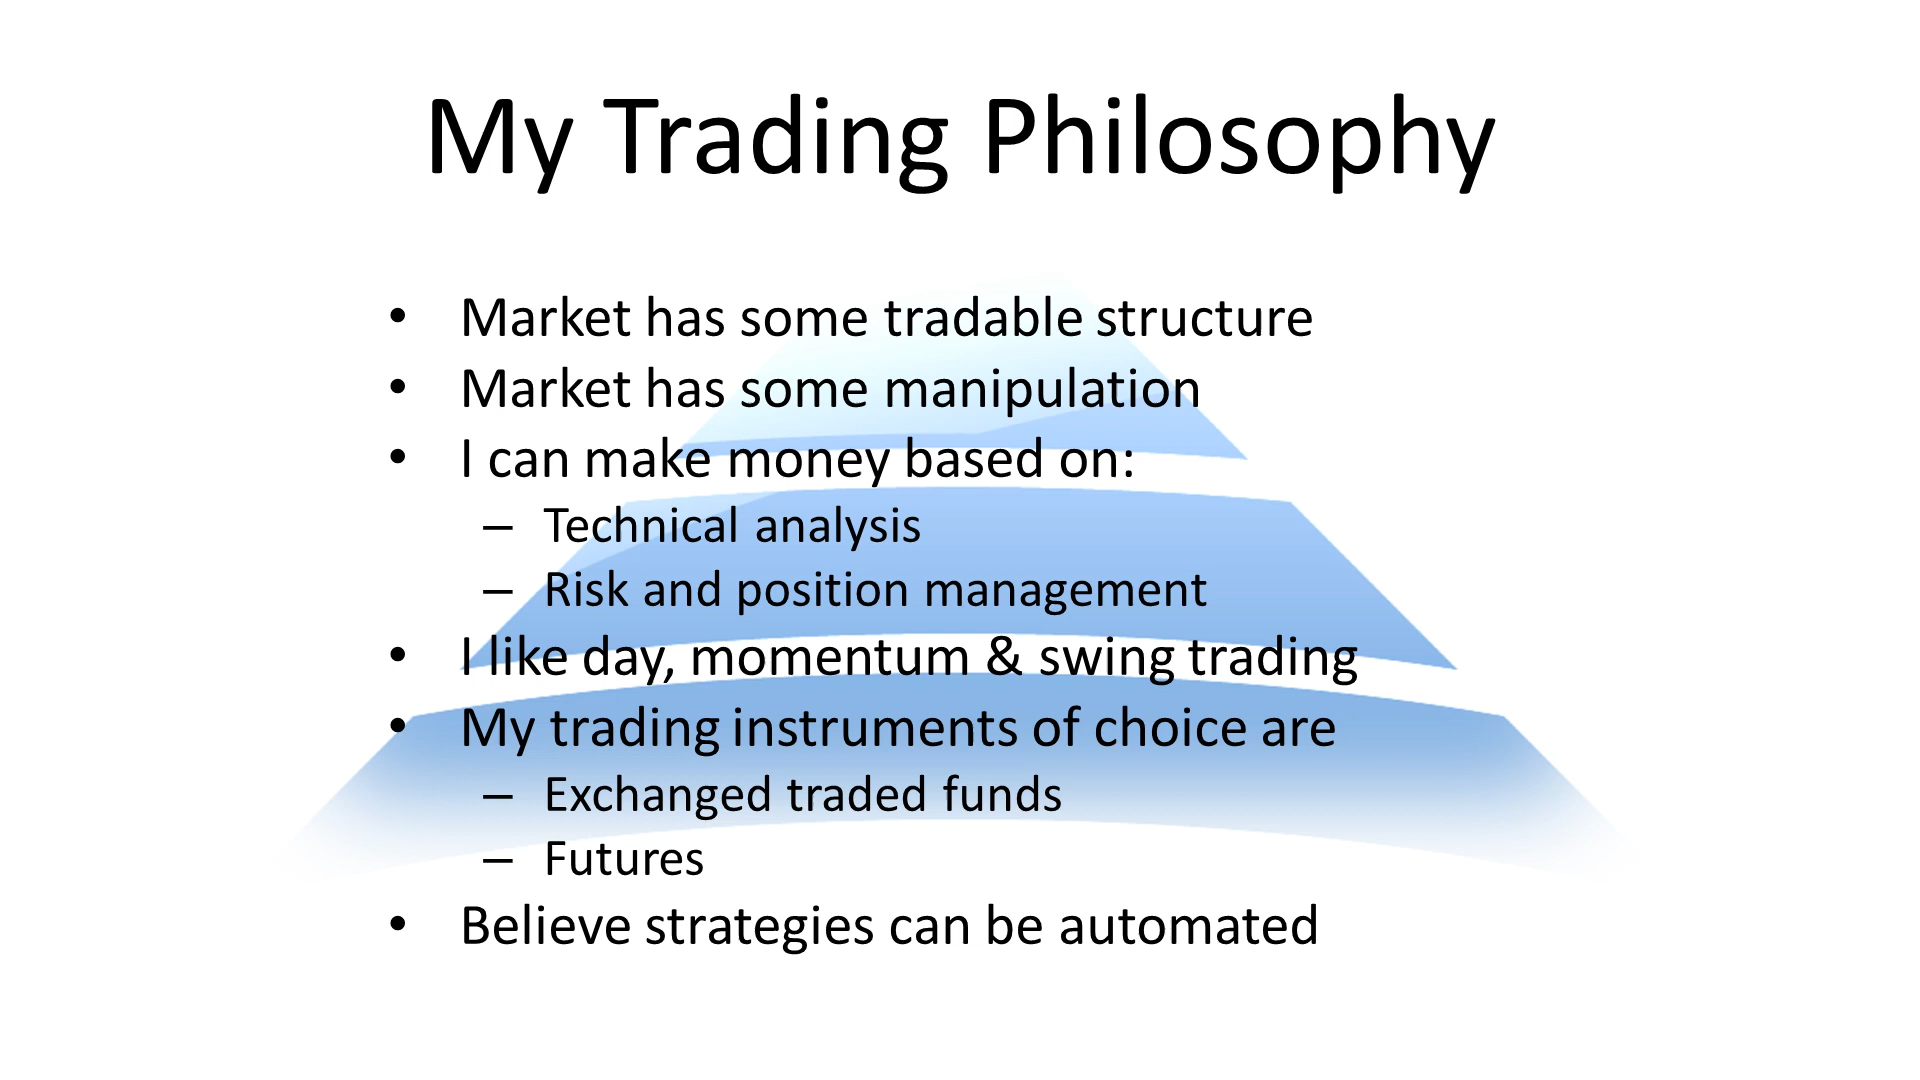 My Trading Philosophy
• Market has some tradable structure
• Market has some manipulation
• I can make money based on:
– Technical analysis
– Risk and position management
• I like day, momentum & swing trading
• My trading instruments of choice are
– Exchanged traded funds
– Futures
• Believe strategies can be automated